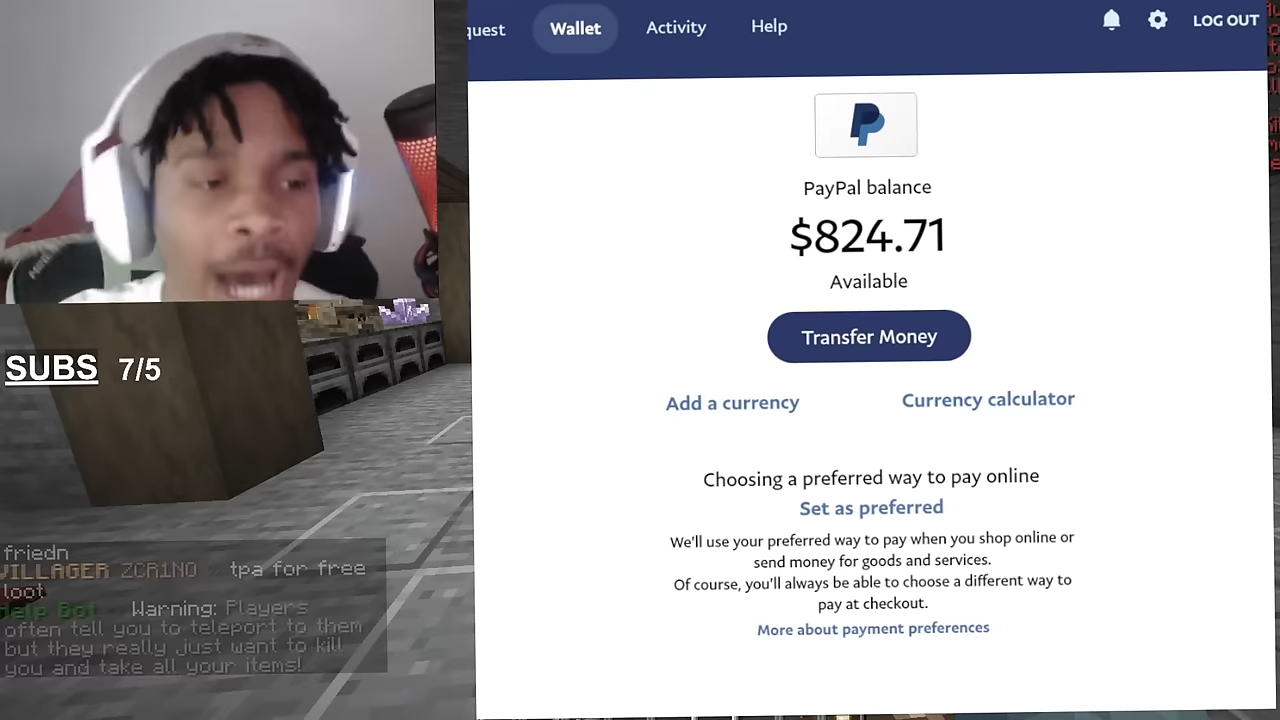 quest Wallet Activity Help LOG OUT
PayPal balance
$824.71
Available
Transfer Money
Add a currency Currency calculator
Choosing a preferred way to pay online
Set as preferred
We'll use your preferred way to pay when you shop online or
send money for goods and services.
Of course, you'll always be able to choose a different way to
pay at checkout.
More about payment preferences
SUBS 7/5
friedn
VILLAGER ZCR1NO tpa for free
loot
Help Bot Warning: Players
often tell you to teleport to them
but they really just want to kill
you and take all your items!